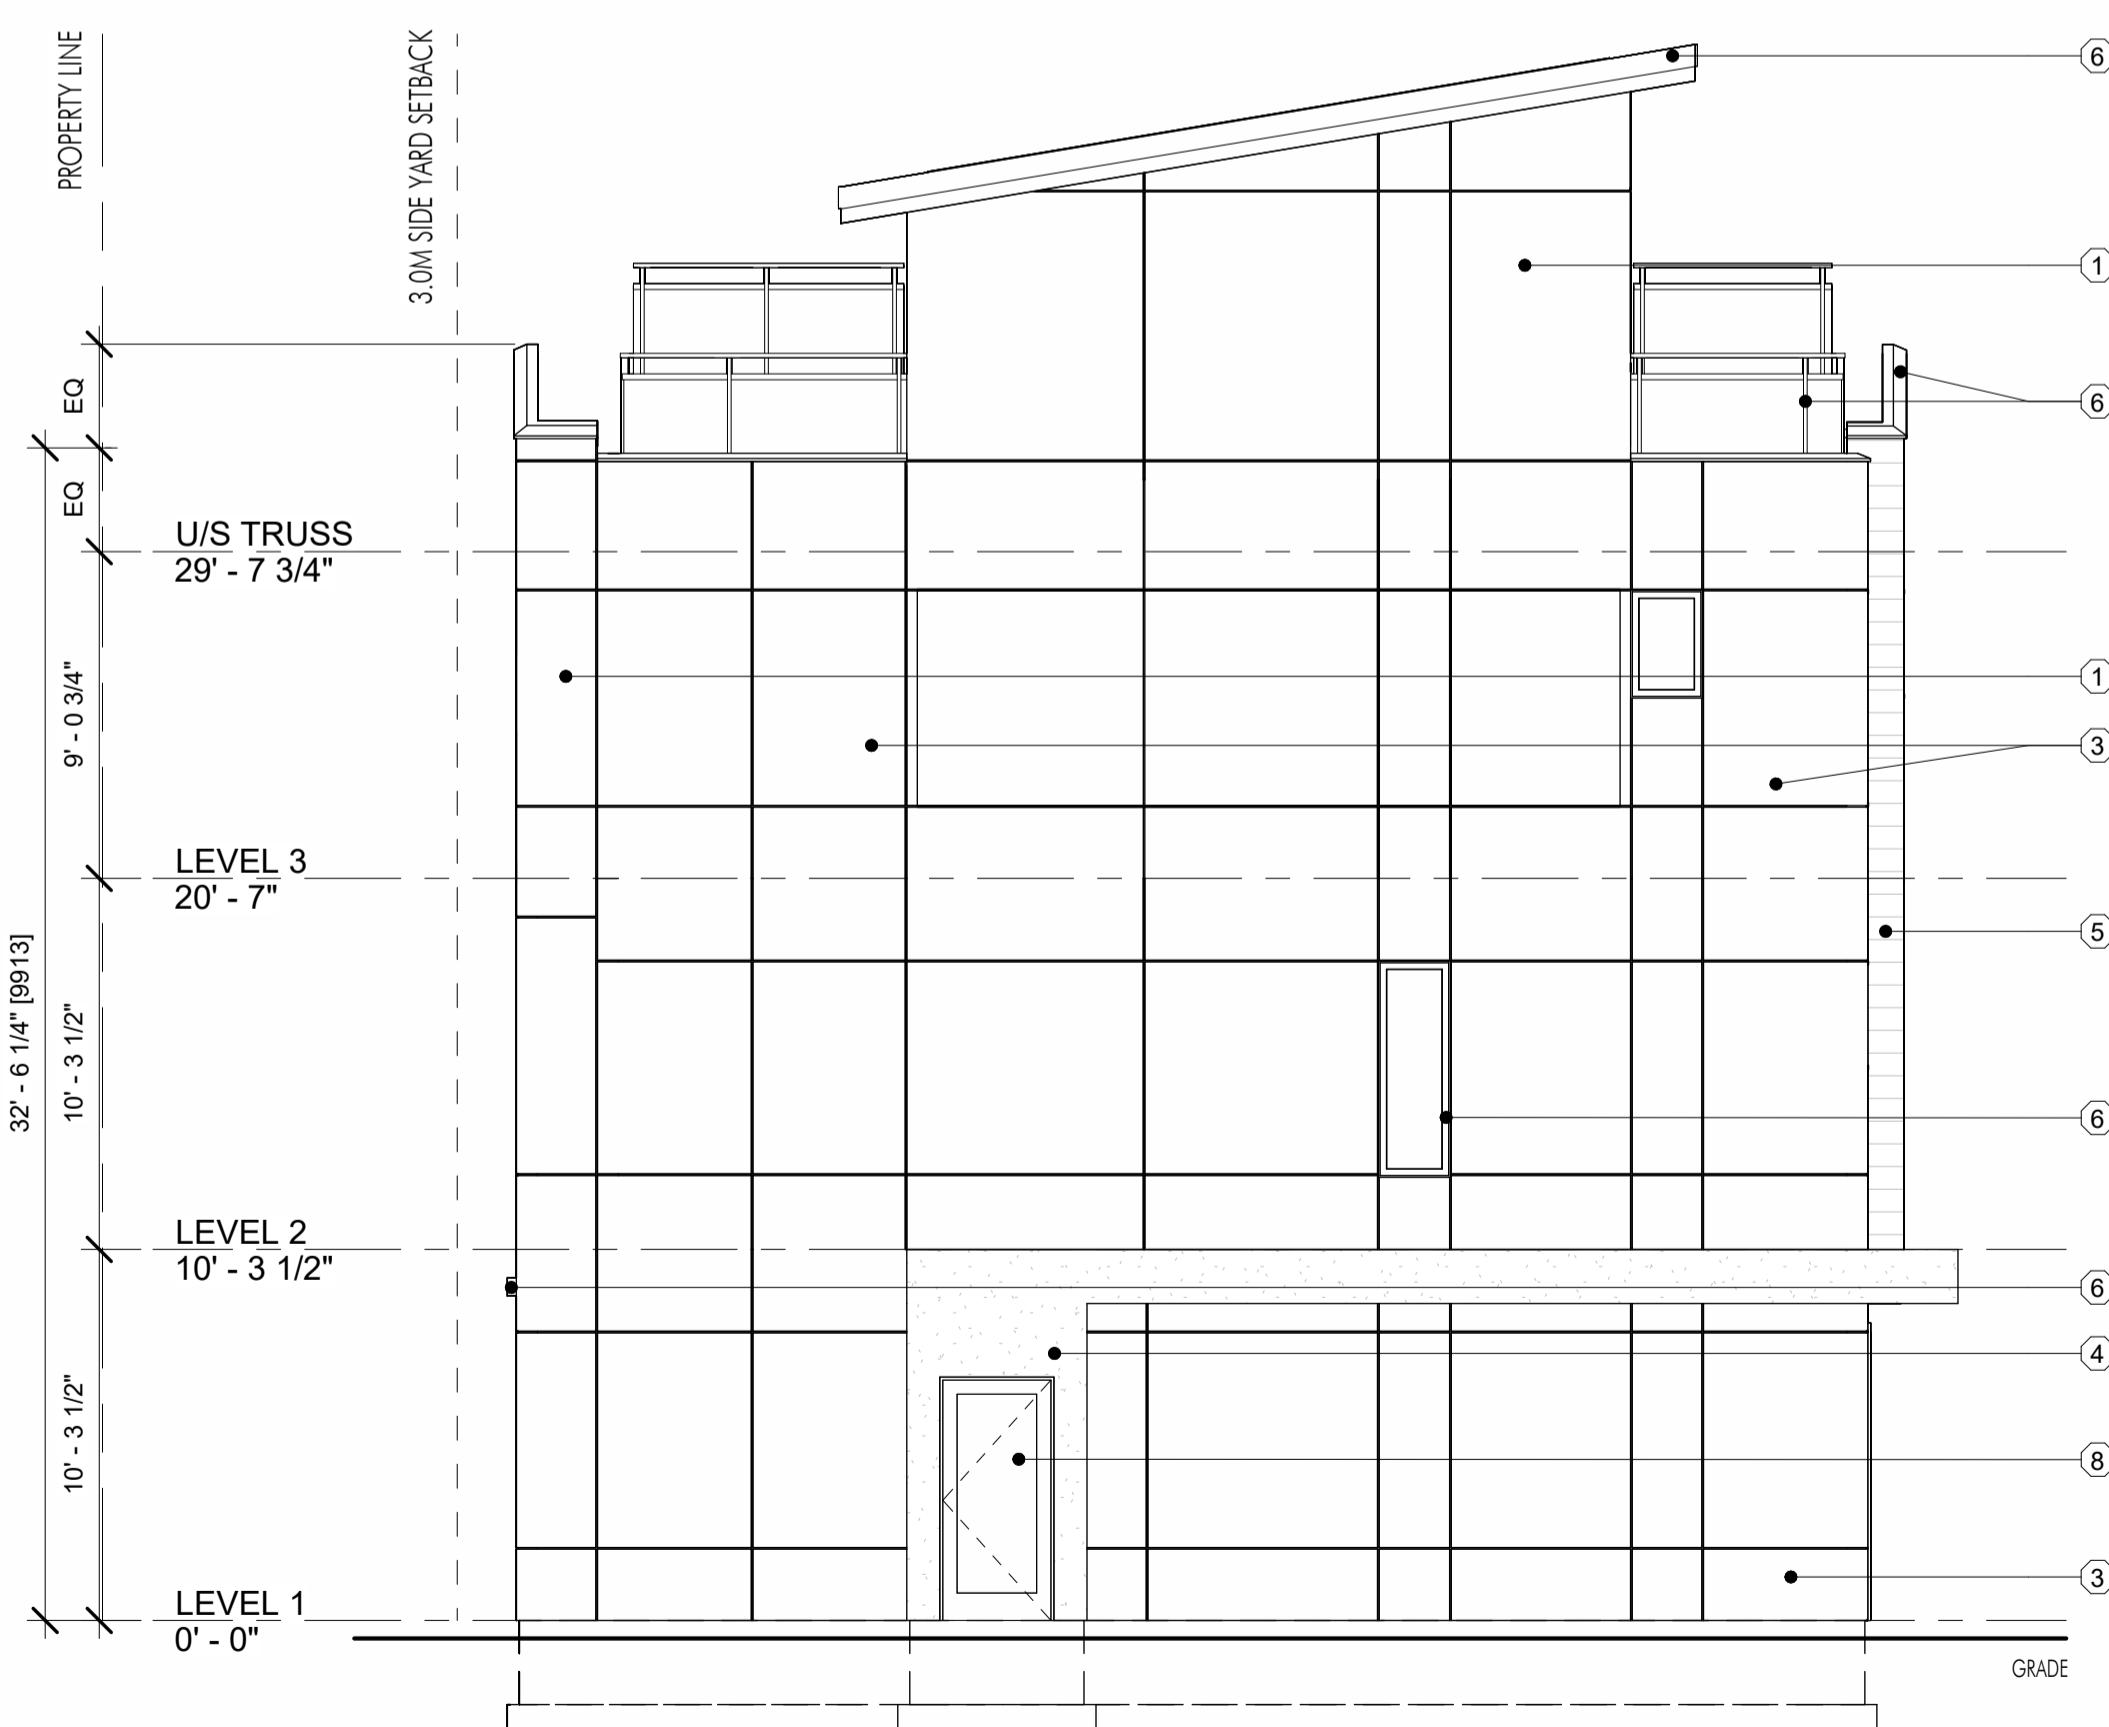 PROPERTY LINE
3.0M SIDE YARD SETBACK
6
1
EQ
6
EQ
U/S TRUSS
29' - 7 3/4"
9' - 0 3/4"
1
3
LEVEL 3
20' - 7"
5
32' - 6 1/4" [9913]
10' - 3 1/2"
6
LEVEL 2
10' - 3 1/2"
6
4
10' - 3 1/2"
8
3
LEVEL 1
0' - 0"
GRADE